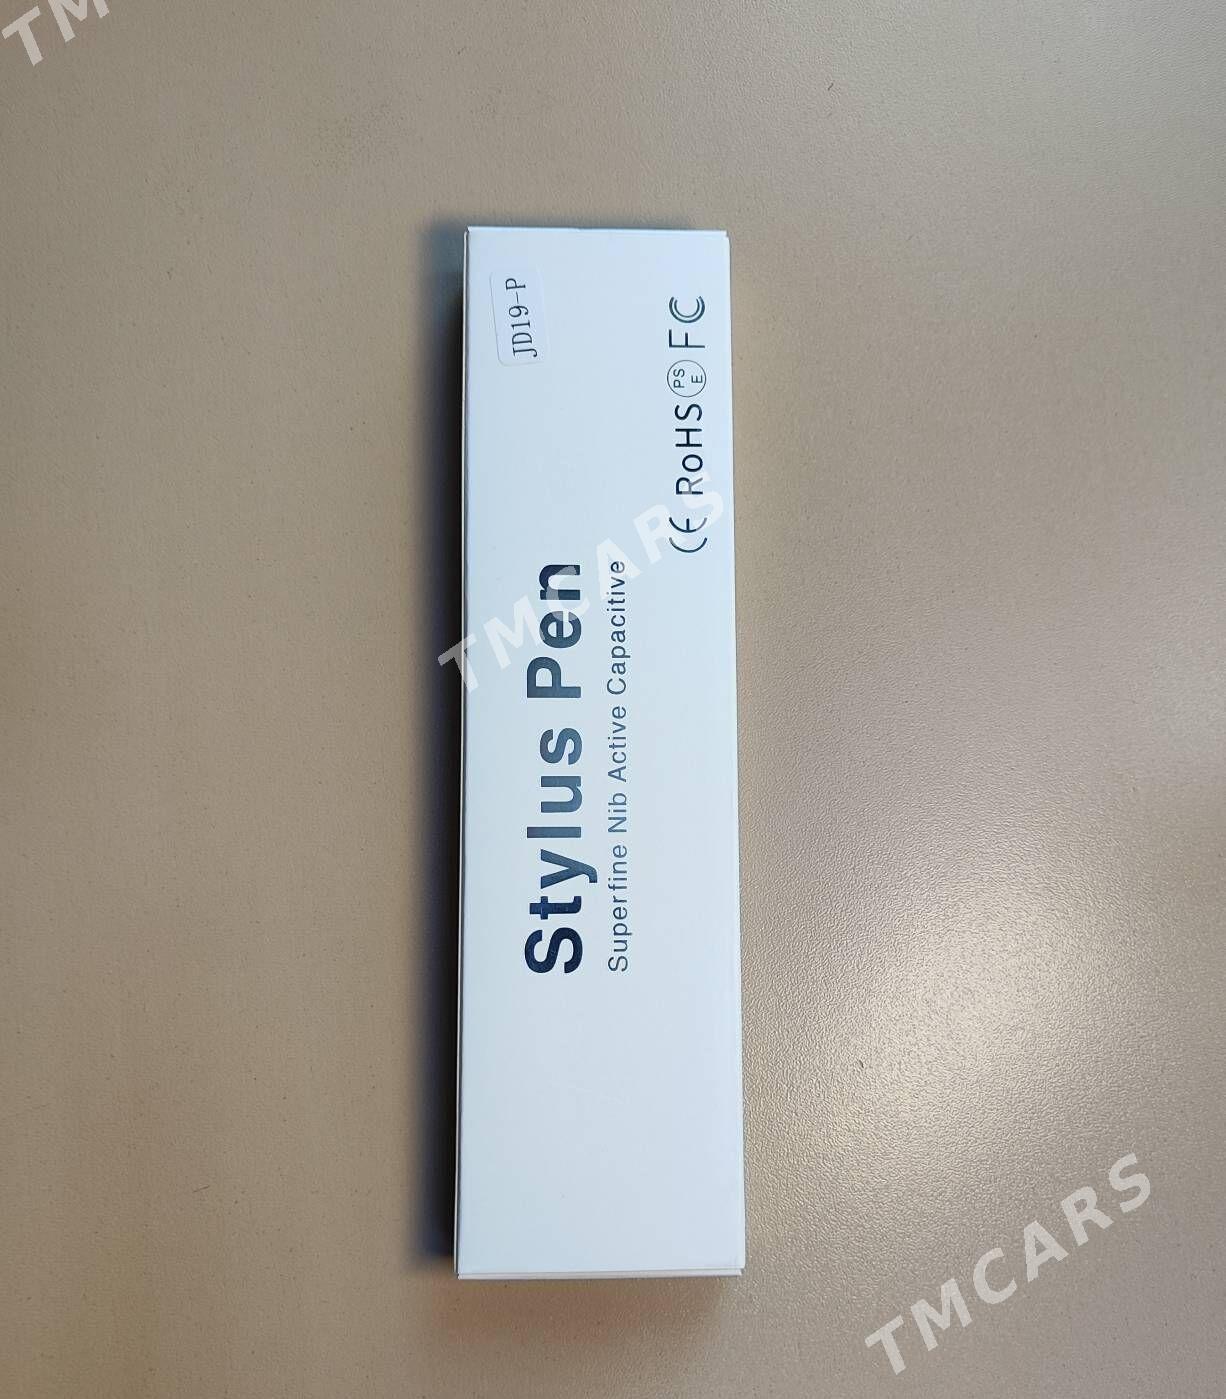 JD19-P
Stylus Pen
Superfine Nib Active Capacitive
CE RoHS PSE FC
TMCARS
TMCARS
TM